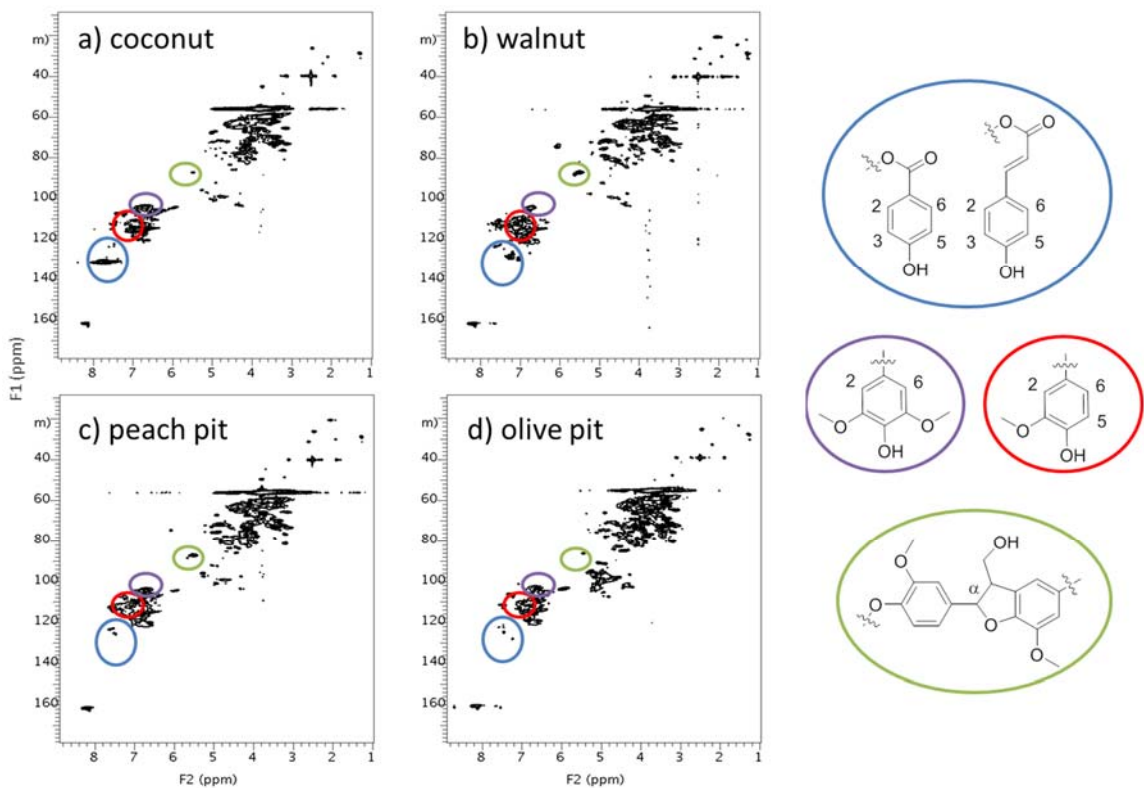 a) coconut
m)
40
60
80
100
120
140
160
8 7 6 5 4 3 2 1
b) walnut
m)
40
60
80
100
120
140
160
8 7 6 5 4 3 2 1
F1 (ppm)
c) peach pit
m)
40
60
80
100
120
140
160
8 7 6 5 4 3 2 1
F2 (ppm)
d) olive pit
m)
40
60
80
100
120
140
160
8 7 6 5 4 3 2 1
F2 (ppm)
O O
O O
2 6 2 6
3 5 3 5
OH OH
2 6
O O
OH
2 6
O 5
OH
OH
O
α
O
O
O